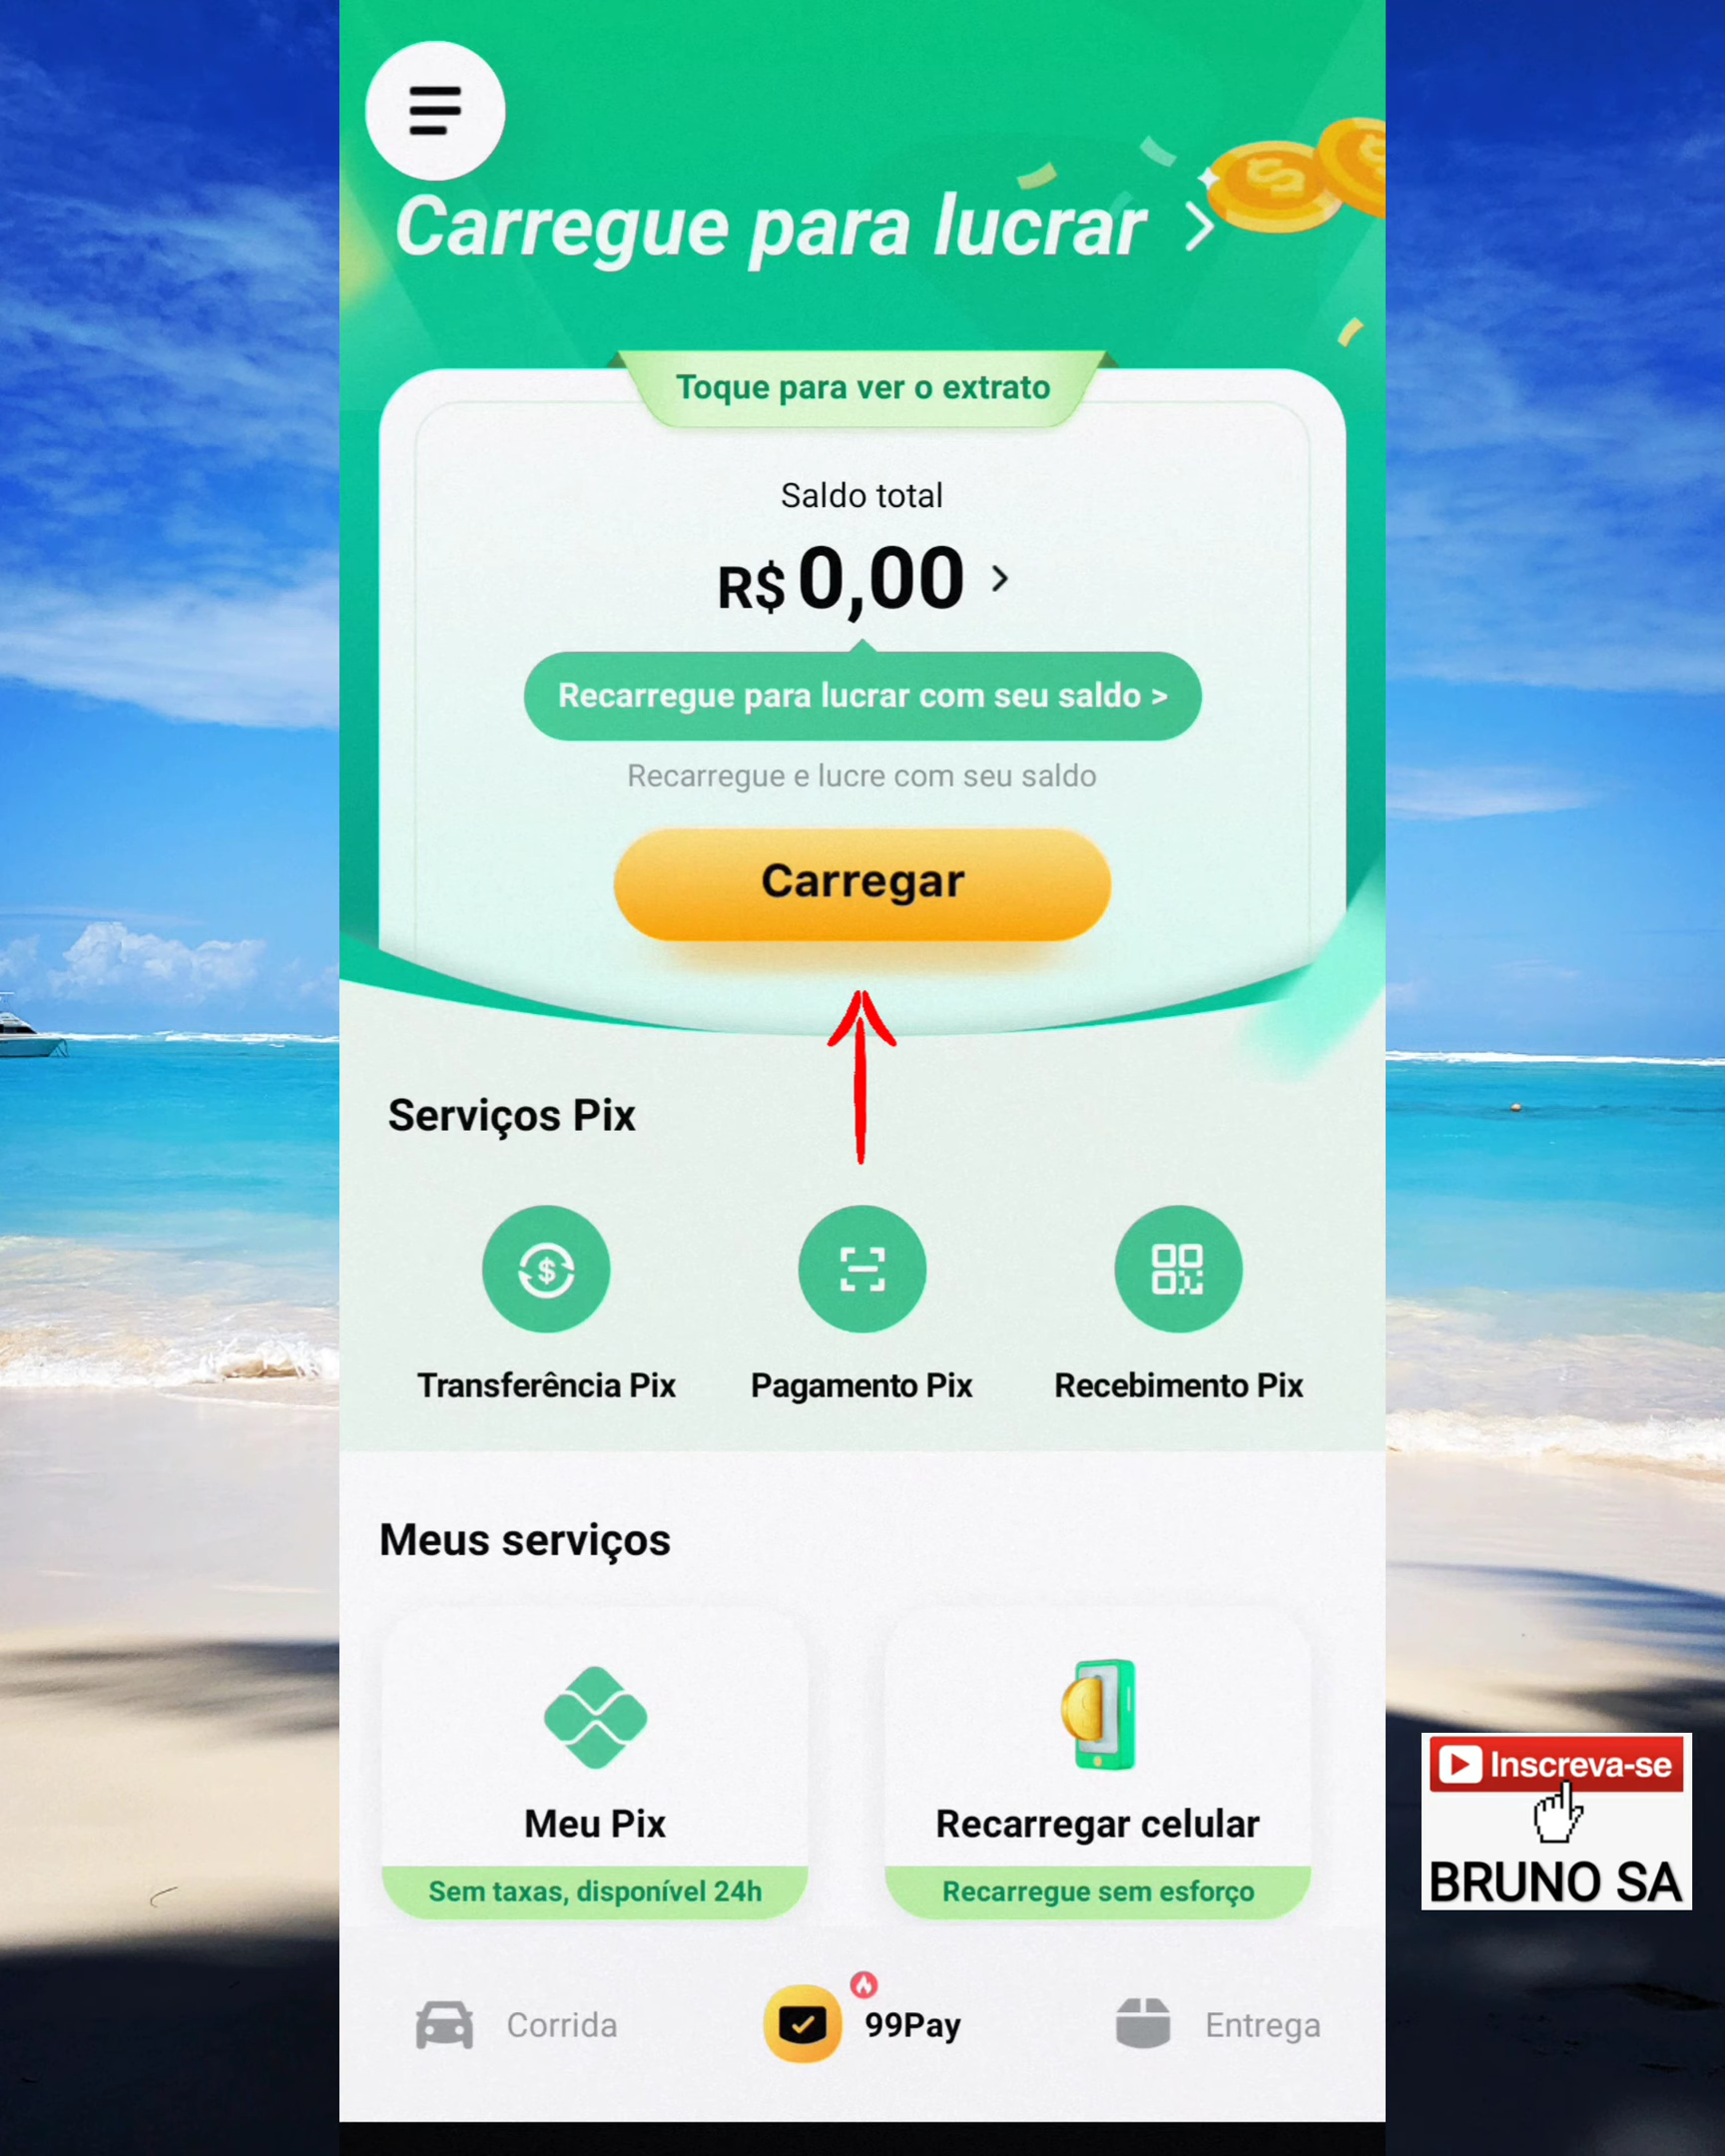 Carregue para lucrar >
Toque para ver o extrato
Saldo total
R$ 0,00 >
Recarregue para lucrar com seu saldo >
Recarregue e lucre com seu saldo
Carregar
Serviços Pix
Transferência Pix
Pagamento Pix
Recebimento Pix
Meus serviços
Meu Pix
Recarregar celular
Sem taxas, disponível 24h
Recarregue sem esforço
Inscreva-se
BRUNO SA
Corrida
99Pay
Entrega